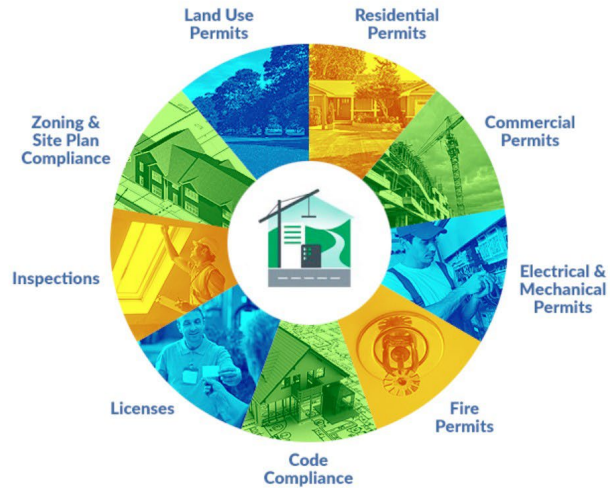 Land Use
Permits
Residential
Permits
Commercial
Permits
Electrical &
Mechanical
Permits
Fire
Permits
Code
Compliance
Licenses
Inspections
Zoning &
Site Plan
Compliance